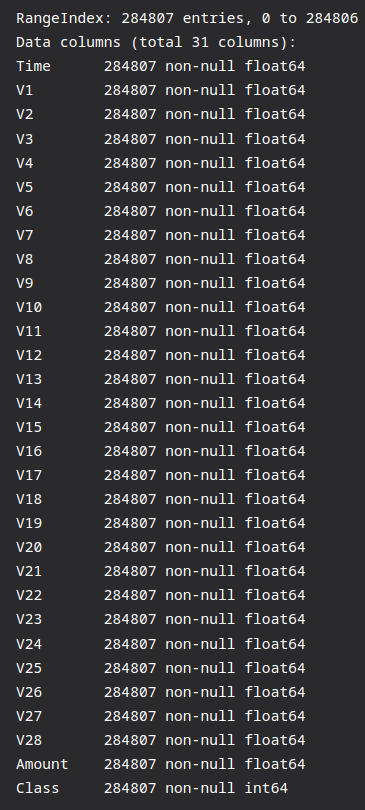 RangeIndex: 284807 entries, 0 to 284806
Data columns (total 31 columns):
Time      284807 non-null float64
V1        284807 non-null float64
V2        284807 non-null float64
V3        284807 non-null float64
V4        284807 non-null float64
V5        284807 non-null float64
V6        284807 non-null float64
V7        284807 non-null float64
V8        284807 non-null float64
V9        284807 non-null float64
V10       284807 non-null float64
V11       284807 non-null float64
V12       284807 non-null float64
V13       284807 non-null float64
V14       284807 non-null float64
V15       284807 non-null float64
V16       284807 non-null float64
V17       284807 non-null float64
V18       284807 non-null float64
V19       284807 non-null float64
V20       284807 non-null float64
V21       284807 non-null float64
V22       284807 non-null float64
V23       284807 non-null float64
V24       284807 non-null float64
V25       284807 non-null float64
V26       284807 non-null float64
V27       284807 non-null float64
V28       284807 non-null float64
Amount    284807 non-null float64
Class     284807 non-null int64